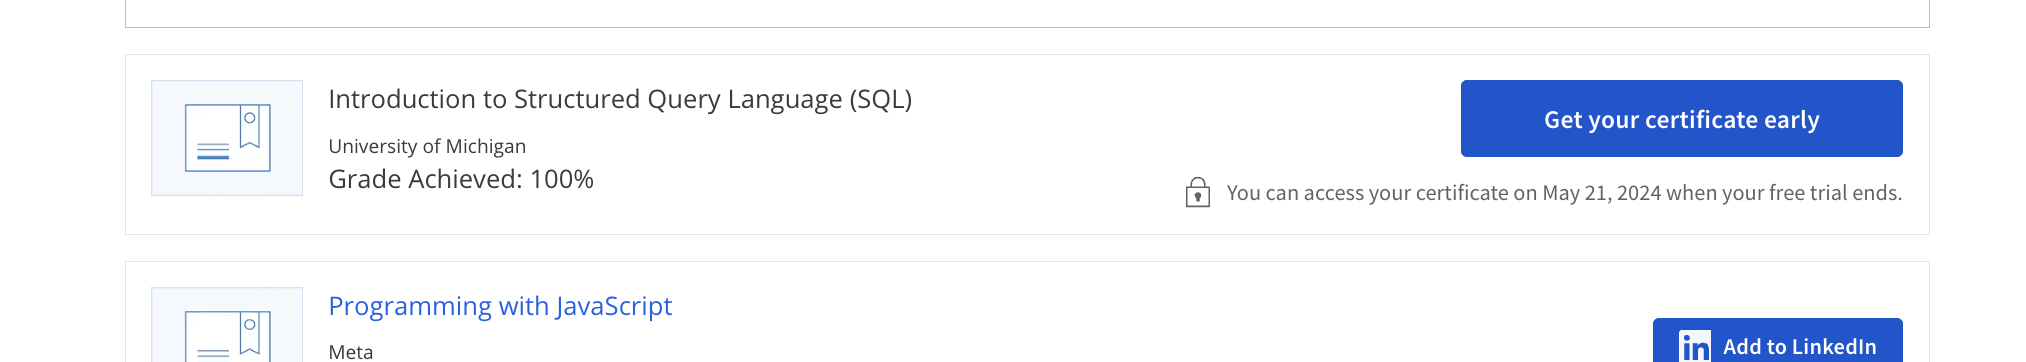 Introduction to Structured Query Language (SQL)
University of Michigan
Grade Achieved: 100%
Get your certificate early
You can access your certificate on May 21, 2024 when your free trial ends.
Programming with JavaScript
Meta
in Add to LinkedIn